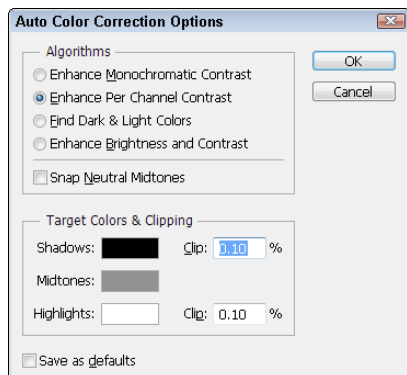 Auto Color Correction Options
Algorithms
Enhance Monochromatic Contrast
Enhance Per Channel Contrast
Find Dark & Light Colors
Enhance Brightness and Contrast
Snap Neutral Midtones
OK
Cancel
Target Colors & Clipping
Shadows: Clip: 0.10 %
Midtones:
Highlights: Clip: 0.10 %
Save as defaults